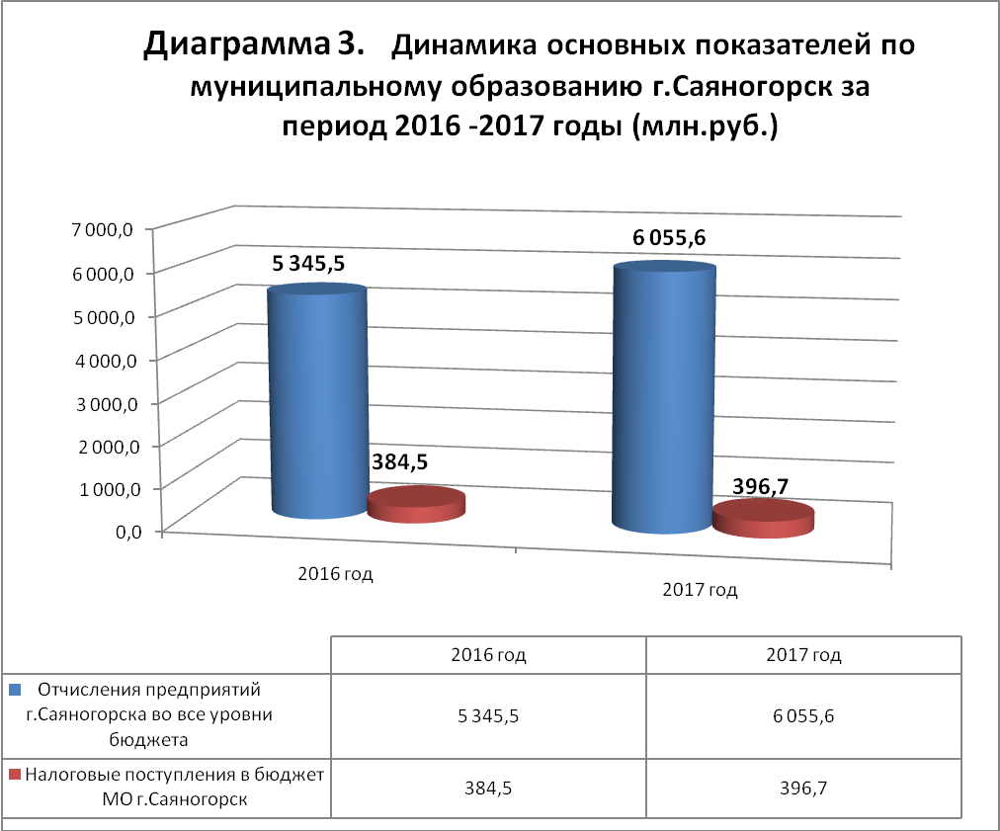 Диаграмма 3. Динамика основных показателей по
муниципальному образованию г.Саяногорск за
период 2016 -2017 годы (млн.руб.)
7 000,0
6 000,0
5 000,0
4 000,0
3 000,0
2 000,0
1 000,0
0,0
5 345,5
384,5
6 055,6
396,7
2016 год
2017 год
2016 год 2017 год
Отчисления предприятий
г.Саяногорска во все уровни
бюджета
5 345,5 6 055,6
Налоговые поступления в бюджет
МО г.Саяногорск
384,5 396,7